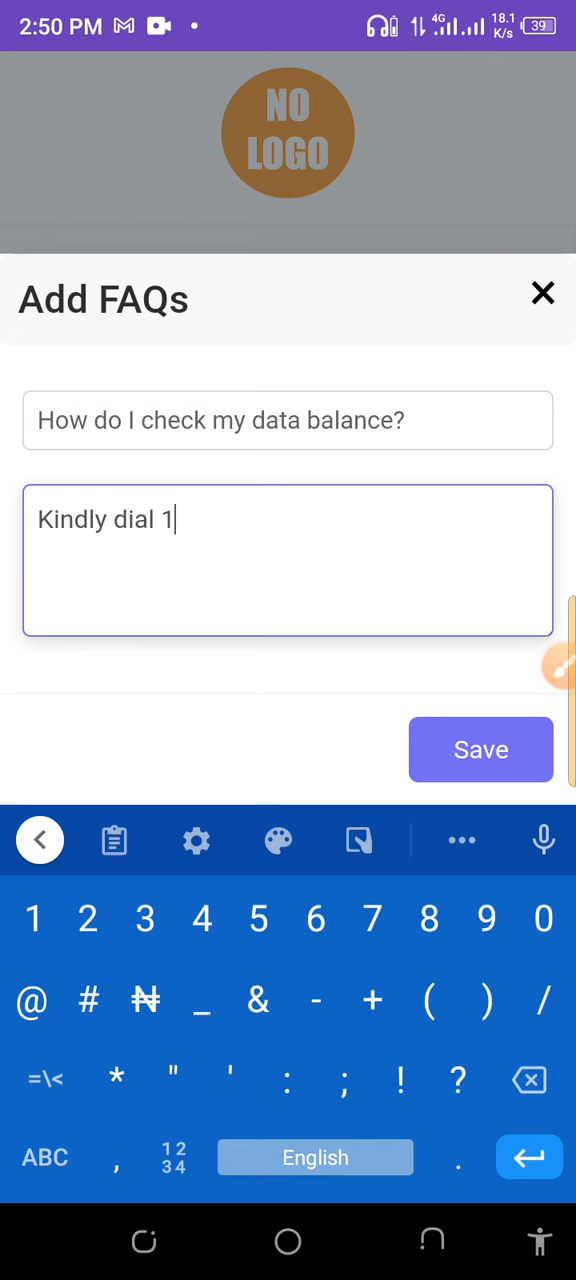 2:50 PM 4G 18.1 K/s 39
NO
LOGO
Add FAQs
How do I check my data balance?
Kindly dial 1
Save
1 2 3 4 5 6 7 8 9 0
@ # ₦ _ & - + ( ) /
=\< * " ' : ; ! ?
ABC , 12 34 English .